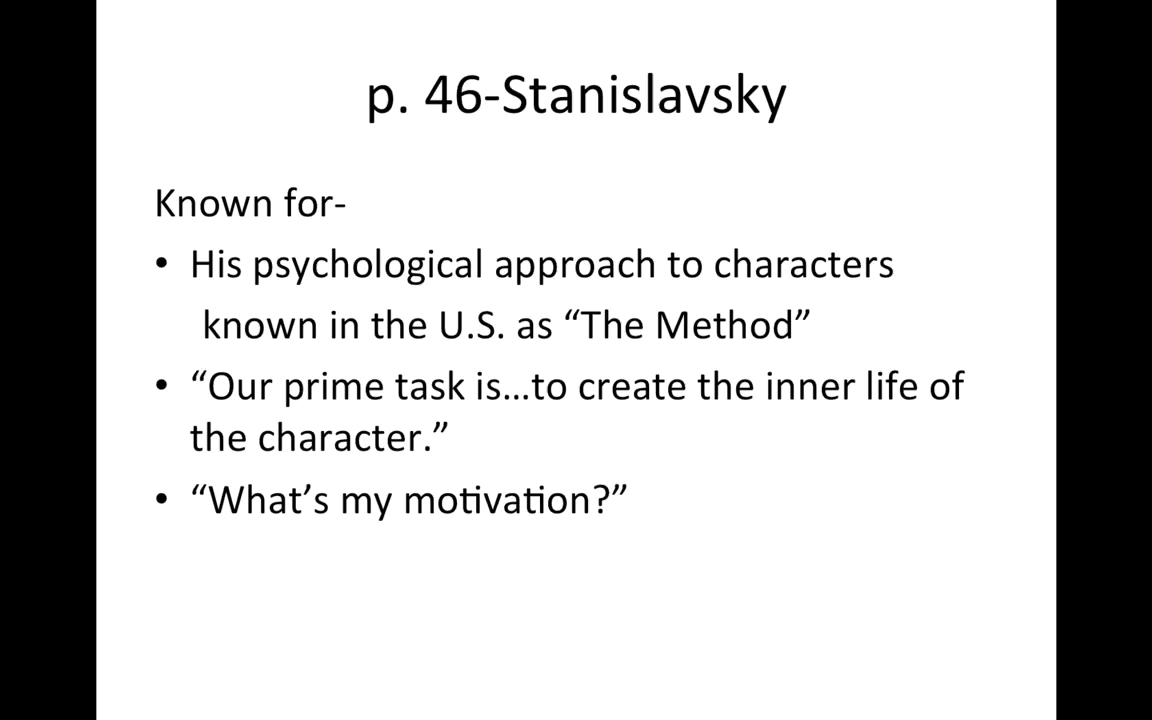 p. 46-Stanislavsky
Known for-
• His psychological approach to characters
known in the U.S. as “The Method”
• “Our prime task is…to create the inner life of
the character.”
• “What’s my motivation?”